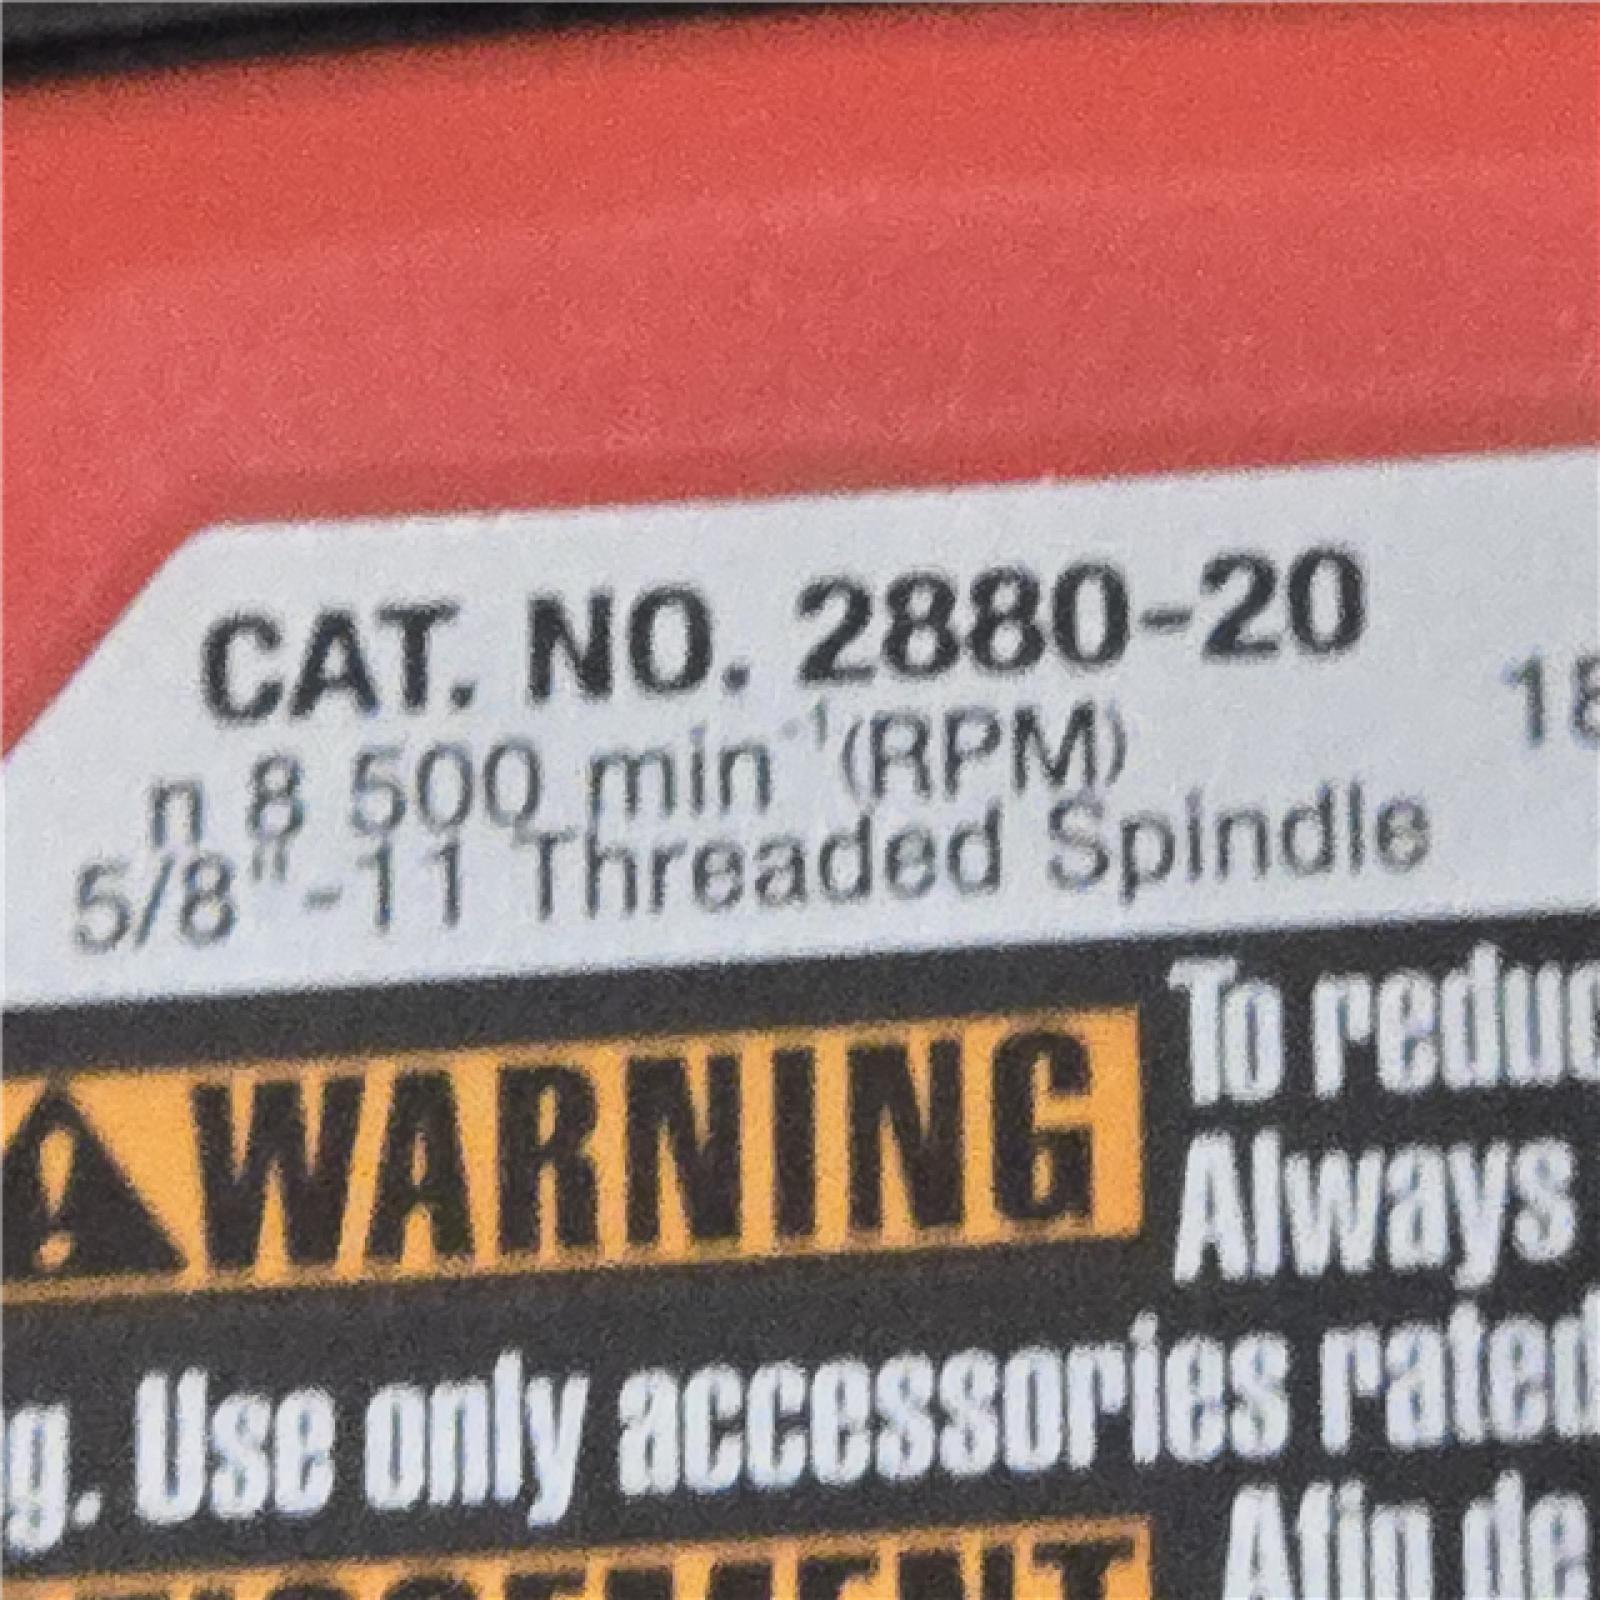 CAT. NO. 2880-20
n 8 500 min⁻¹(RPM)
18
5/8"-11 Threaded Spindle
WARNING To reduc
Always
g. Use only accessories rated
Afin de